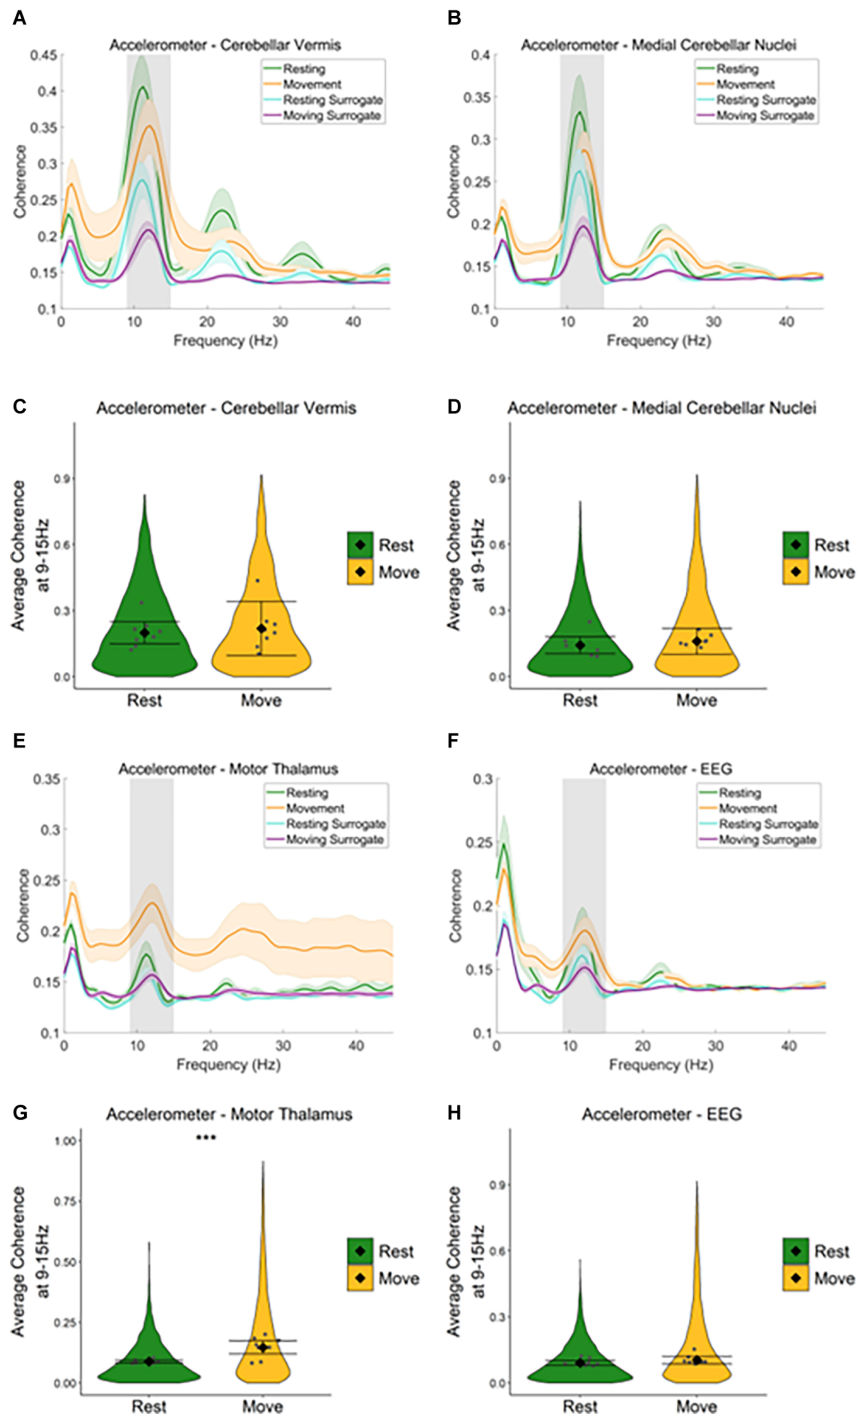 A
Accelerometer - Cerebellar Vermis
0.45
0.4
0.35
0.3
0.25
0.2
0.15
0.1
Coherence
Resting
Movement
Resting Surrogate
Moving Surrogate
0 10 20 30 40
Frequency (Hz)
B
Accelerometer - Medial Cerebellar Nuclei
0.4
0.35
0.3
0.25
0.2
0.15
0.1
Coherence
Resting
Movement
Resting Surrogate
Moving Surrogate
0 10 20 30 40
Frequency (Hz)
C
Accelerometer - Cerebellar Vermis
Average Coherence
at 9-15Hz
0.9
0.6
0.3
0.0
Rest Move
Rest
Move
D
Accelerometer - Medial Cerebellar Nuclei
Average Coherence
at 9-15Hz
0.9
0.6
0.3
0.0
Rest Move
Rest
Move
E
Accelerometer - Motor Thalamus
0.35
0.3
0.25
0.2
0.15
0.1
Coherence
Resting
Movement
Resting Surrogate
Moving Surrogate
0 10 20 30 40
Frequency (Hz)
F
Accelerometer - EEG
0.3
0.25
0.2
0.15
0.1
Coherence
Resting
Movement
Resting Surrogate
Moving Surrogate
0 10 20 30 40
Frequency (Hz)
G
Accelerometer - Motor Thalamus
***
Average Coherence
at 9-15Hz
1.00
0.75
0.50
0.25
0.00
Rest Move
Rest
Move
H
Accelerometer - EEG
Average Coherence
at 9-15Hz
0.9
0.6
0.3
0.0
Rest Move
Rest
Move